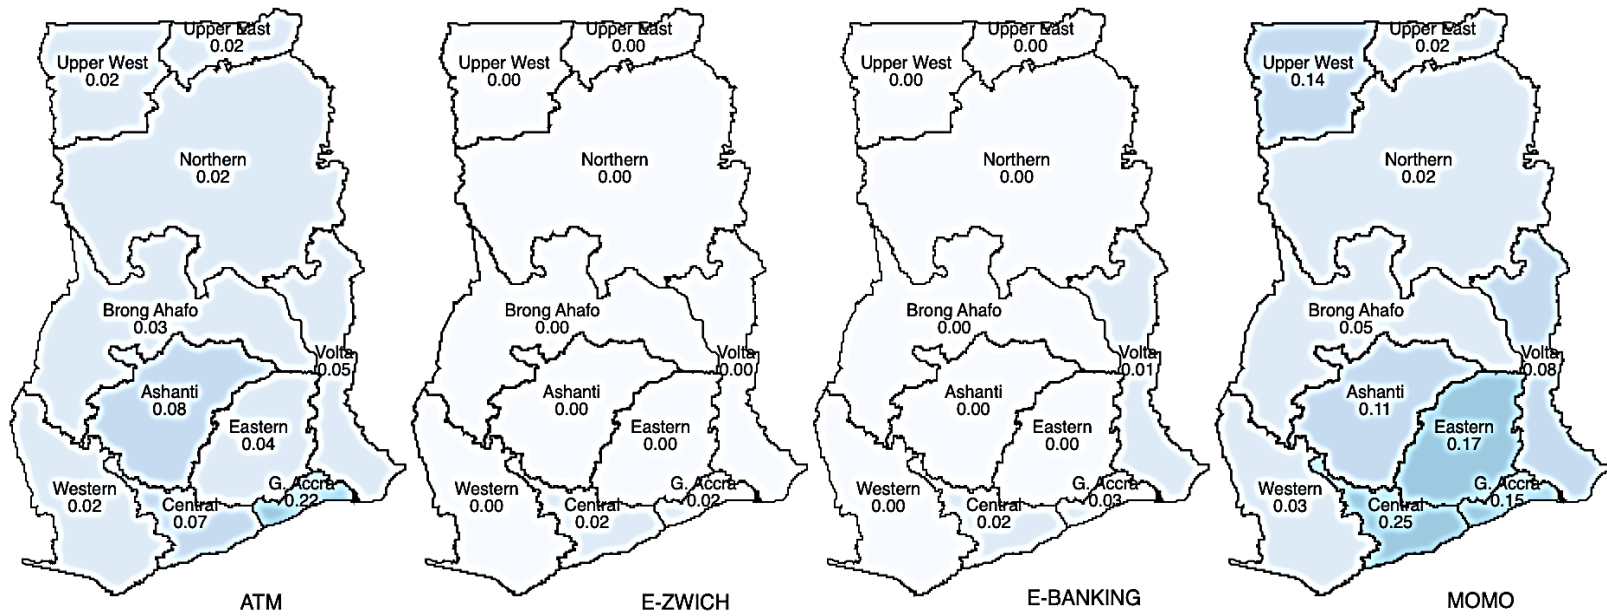 Upper East
0.02
Upper West
0.02
Northern
0.02
Brong Ahafo
0.03
Volta
0.05
Ashanti
0.08
Eastern
0.04
Western
0.02
Central
0.07
G. Accra
0.22
ATM
Upper East
0.00
Upper West
0.00
Northern
0.00
Brong Ahafo
0.00
Volta
0.00
Ashanti
0.00
Eastern
0.00
Western
0.00
Central
0.02
G. Accra
0.02
E-ZWICH
Upper East
0.00
Upper West
0.00
Northern
0.00
Brong Ahafo
0.00
Volta
0.01
Ashanti
0.00
Eastern
0.00
Western
0.00
Central
0.02
G. Accra
0.03
E-BANKING
Upper East
0.02
Upper West
0.14
Northern
0.02
Brong Ahafo
0.05
Volta
0.08
Ashanti
0.11
Eastern
0.17
Western
0.03
Central
0.25
G. Accra
0.15
MOMO